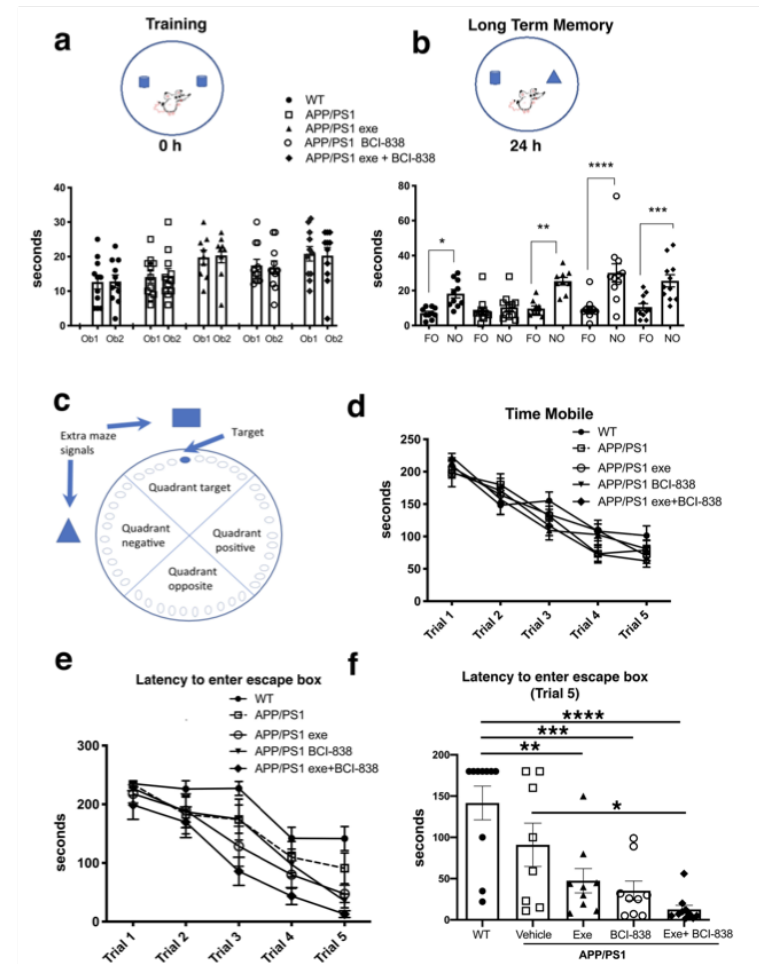 a
Training
b
Long Term Memory
WT
APP/PS1
APP/PS1 exe
APP/PS1 BCI-838
APP/PS1 exe + BCI-838
0 h
24 h
seconds
40
30
20
10
0
Ob1 Ob2 Ob1 Ob2 Ob1 Ob2 Ob1 Ob2 Ob1 Ob2
seconds
80
60
40
20
0
*
**
****
***
FO NO FO NO FO NO FO NO FO NO
c
Extra maze
signals
Target
Quadrant target
Quadrant
negative
Quadrant
positive
Quadrant
opposite
d
Time Mobile
WT
APP/PS1
APP/PS1 exe
APP/PS1 BCI-838
APP/PS1 exe+BCI-838
seconds
250
200
150
100
50
0
Trial 1 Trial 2 Trial 3 Trial 4 Trial 5
e
Latency to enter escape box
WT
APP/PS1
APP/PS1 exe
APP/PS1 BCI-838
APP/PS1 exe+BCI-838
seconds
300
200
100
0
Trial 1 Trial 2 Trial 3 Trial 4 Trial 5
f
Latency to enter escape box
(Trial 5)
****
***
**
*
seconds
200
150
100
50
0
WT Vehicle Exe BCI-838 Exe+ BCI-838
APP/PS1